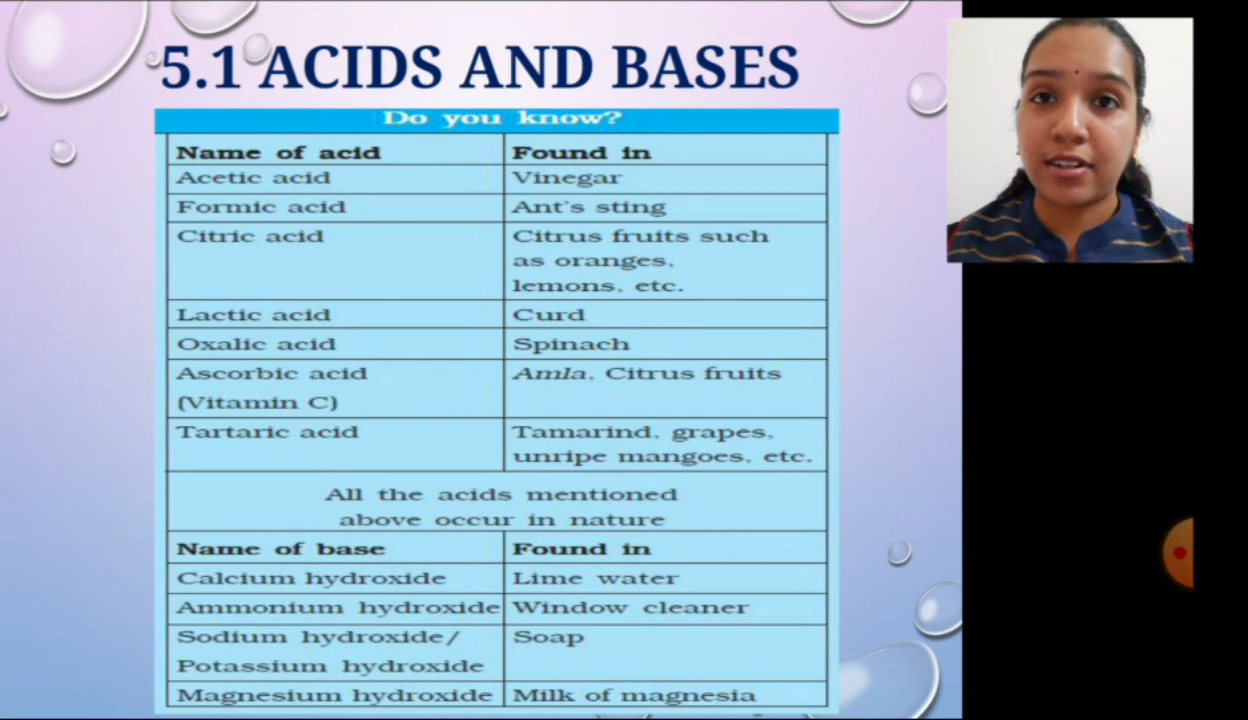 5.1 ACIDS AND BASES
Do you know?
Name of acid Found in
Acetic acid Vinegar
Formic acid Ant's sting
Citric acid Citrus fruits such
as oranges,
lemons, etc.
Lactic acid Curd
Oxalic acid Spinach
Ascorbic acid Amla, Citrus fruits
(Vitamin C)
Tartaric acid Tamarind, grapes,
unripe mangoes, etc.
All the acids mentioned
above occur in nature
Name of base Found in
Calcium hydroxide Lime water
Ammonium hydroxide Window cleaner
Sodium hydroxide/ Soap
Potassium hydroxide
Magnesium hydroxide Milk of magnesia